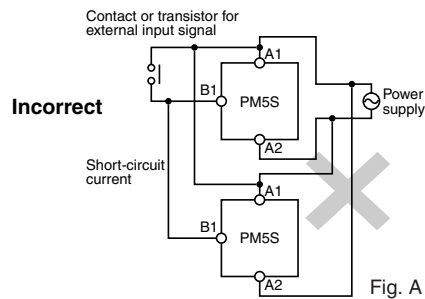 Contact or transistor for
external input signal
A1
B1
PM5S
Power
supply
Incorrect
A2
Short-circuit
current
A1
B1
PM5S
A2
Fig. A